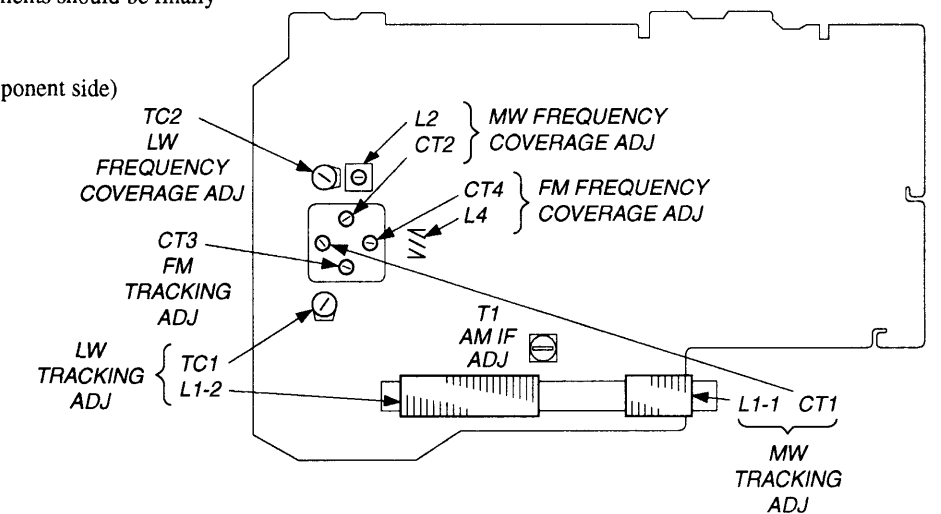 nents should be finally
ponent side)
TC2
LW
FREQUENCY
COVERAGE ADJ
L2
CT2
MW FREQUENCY
COVERAGE ADJ
CT4
L4
FM FREQUENCY
COVERAGE ADJ
CT3
FM
TRACKING
ADJ
T1
AM IF
ADJ
LW
TRACKING
ADJ
TC1
L1-2
L1-1 CT1
MW
TRACKING
ADJ